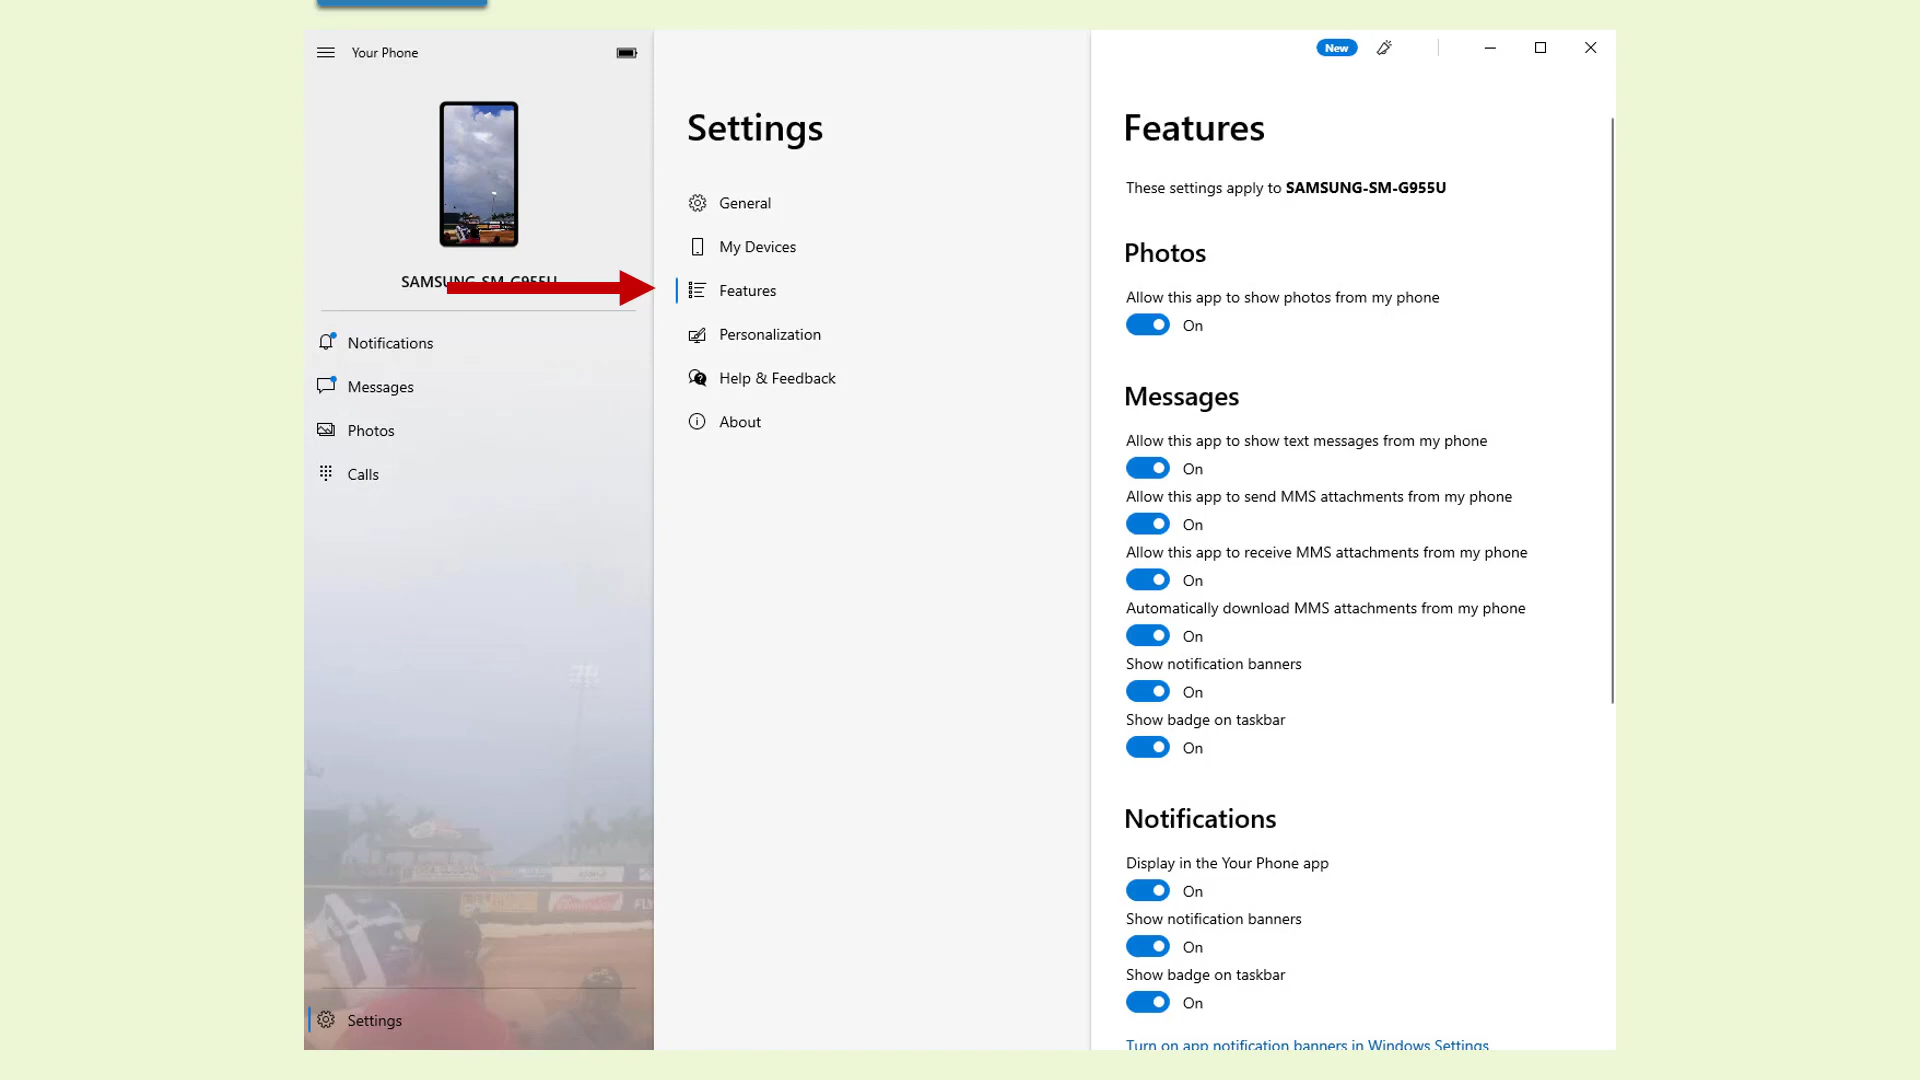 Your Phone
SAMSUNG-SM-G955U
Notifications
Messages
Photos
Calls
Settings
Settings
General
My Devices
Features
Personalization
Help & Feedback
About
New
Features
These settings apply to SAMSUNG-SM-G955U
Photos
Allow this app to show photos from my phone
On
Messages
Allow this app to show text messages from my phone
On
Allow this app to send MMS attachments from my phone
On
Allow this app to receive MMS attachments from my phone
On
Automatically download MMS attachments from my phone
On
Show notification banners
On
Show badge on taskbar
On
Notifications
Display in the Your Phone app
On
Show notification banners
On
Show badge on taskbar
On
Turn on app notification banners in Windows Settings